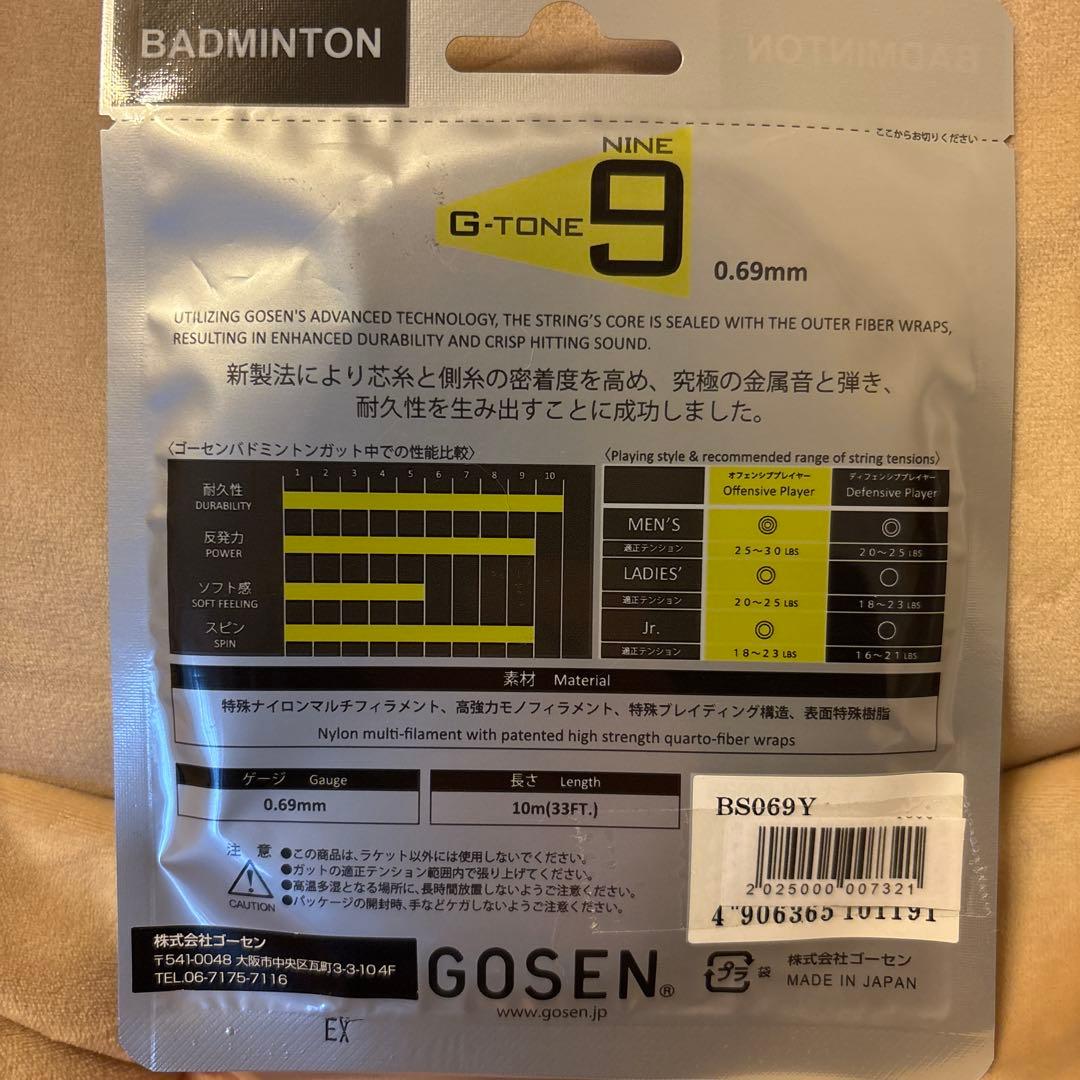 BADMINTON
ここからお切りください
NINE
G-TONE 9
0.69mm
UTILIZING GOSEN'S ADVANCED TECHNOLOGY, THE STRING'S CORE IS SEALED WITH THE OUTER FIBER WRAPS,
RESULTING IN ENHANCED DURABILITY AND CRISP HITTING SOUND.
新製法により芯糸と側糸の密着度を高め、究極の金属音と弾き、
耐久性を生み出すことに成功しました。
〈ゴーセンバドミントンガット中での性能比較〉
1 2 3 4 5 6 7 8 9 10
耐久性
DURABILITY
反発力
POWER
ソフト感
SOFT FEELING
スピン
SPIN
〈Playing style & recommended range of string tensions〉
オフェンシブプレイヤー ディフェンシブプレイヤー
Offensive Player Defensive Player
MEN'S ◎ ◎
適正テンション 25〜30 LBS 20〜25 LBS
LADIES' ◎ ○
適正テンション 20〜25 LBS 18〜23 LBS
Jr. ◎ ○
適正テンション 18〜23 LBS 16〜21 LBS
素材 Material
特殊ナイロンマルチフィラメント、高強力モノフィラメント、特殊ブレイディング構造、表面特殊樹脂
Nylon multi-filament with patented high strength quarto-fiber wraps
ゲージ Gauge
0.69mm
長さ Length
10m(33FT.)
注 意
CAUTION
●この商品は、ラケット以外には使用しないでください。
●ガットの適正テンション範囲内で張り上げてください。
●高温多湿となる場所に、長時間放置しないようご注意ください。
●パッケージの開封時、手などケガしないようご注意ください。
BS069Y
2 025000 007321
4 906365 101191
株式会社ゴーセン
〒541-0048 大阪市中央区瓦町3-3-10 4F
TEL.06-7175-7116
GOSEN®
www.gosen.jp
プラ 袋
株式会社ゴーセン
MADE IN JAPAN
EX